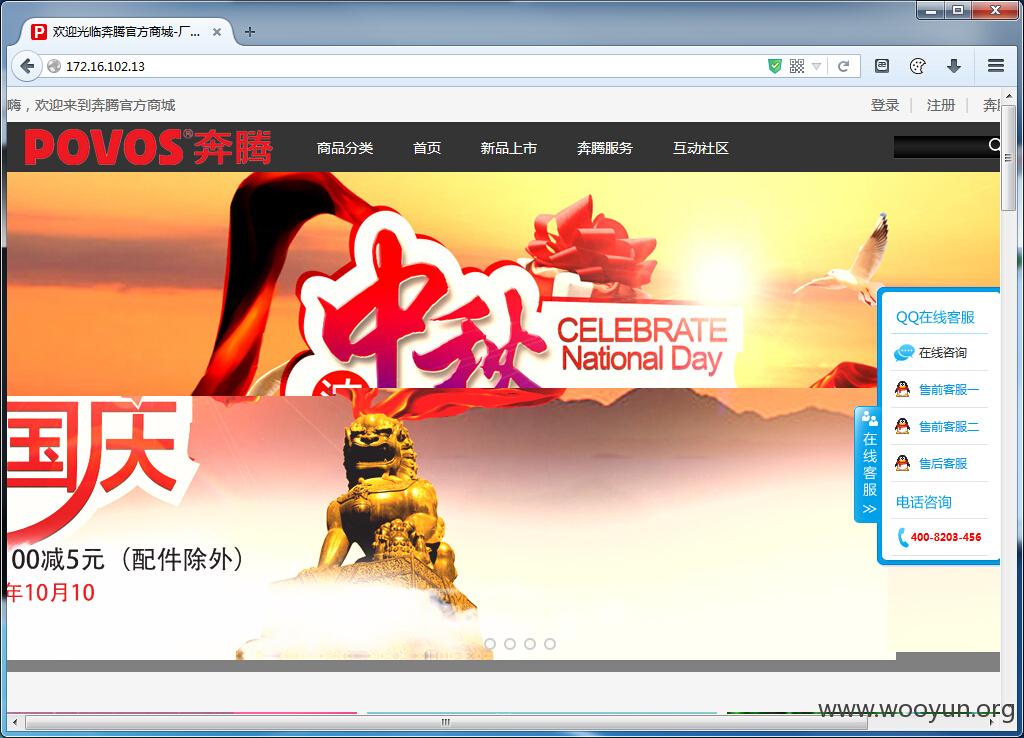 欢迎光临奔腾官方商城-厂...
172.16.102.13
嗨，欢迎来到奔腾官方商城
登录 | 注册 |
POVOS®奔腾
商品分类 首页 新品上市 奔腾服务 互动社区
中秋
CELEBRATE
National Day
国庆
00减5元（配件除外）
年10月10
QQ在线客服
在线咨询
售前客服一
售前客服二
售后客服
电话咨询
400-8203-456
在线客服
>>
www.wooyun.org